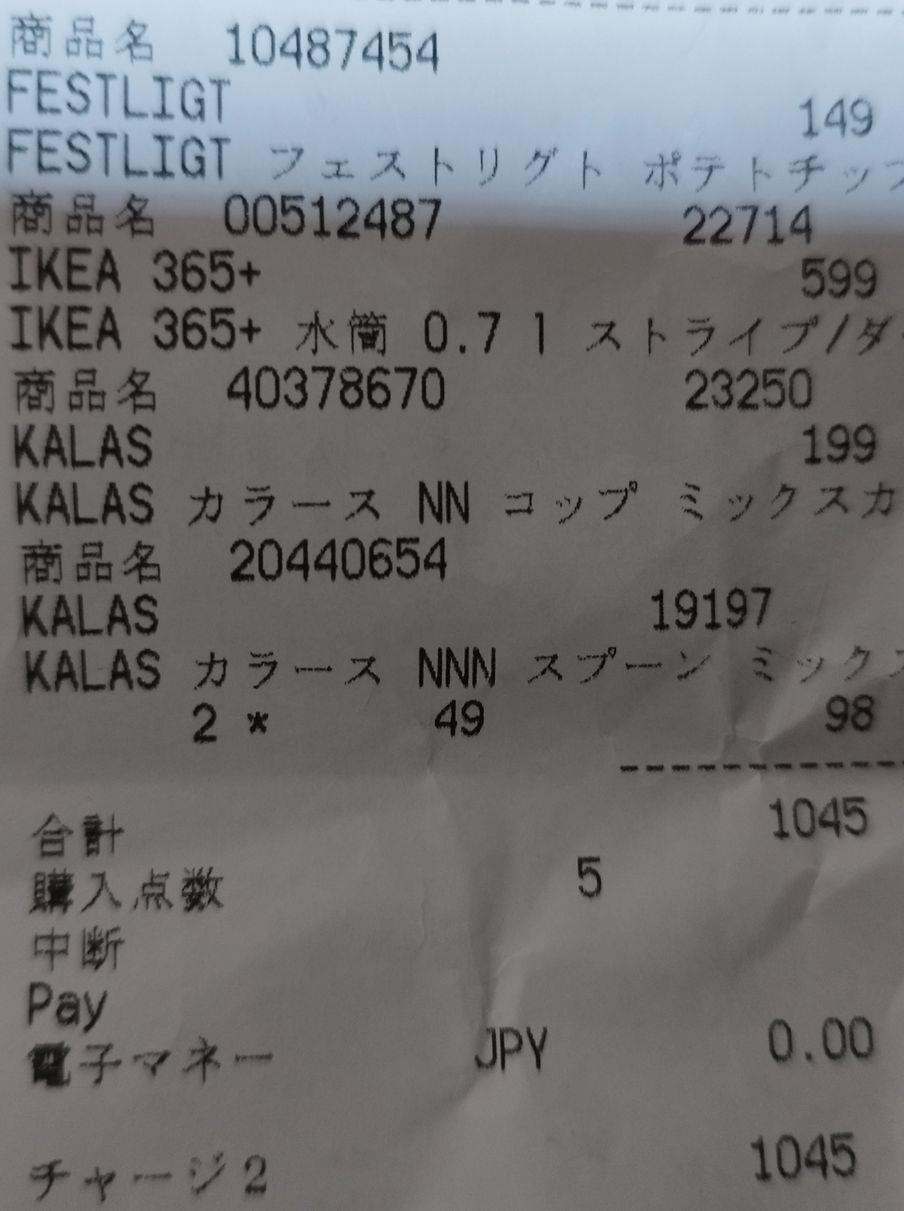 商品名 10487454
FESTLIGT 149
FESTLIGT フェストリグト ポテトチップ
商品名 00512487 22714
IKEA 365+ 599
IKEA 365+ 水筒 0.7 l ストライプ/ダ
商品名 40378670 23250
KALAS 199
KALAS カラース NN コップ ミックスカ
商品名 20440654
KALAS 19197
KALAS カラース NNN スプーン ミックス
2 * 49 98
合計 1045
購入点数 5
中断
Pay
電子マネー JPY 0.00
チャージ2 1045